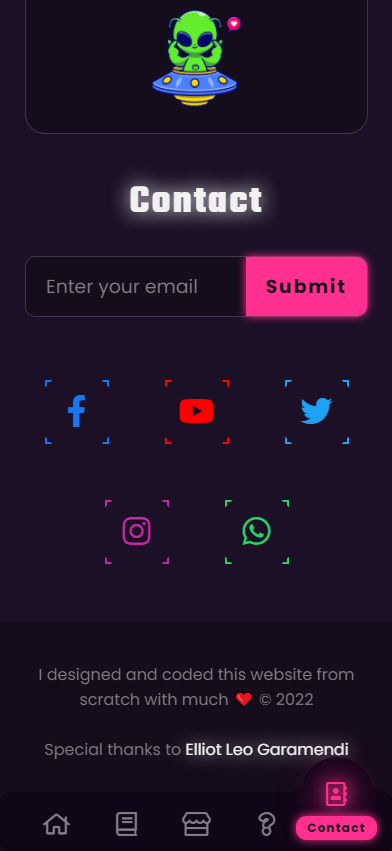 Contact
Enter your email
Submit
I designed and coded this website from
scratch with much ❤️ © 2022
Special thanks to Elliot Leo Garamendi
Contact